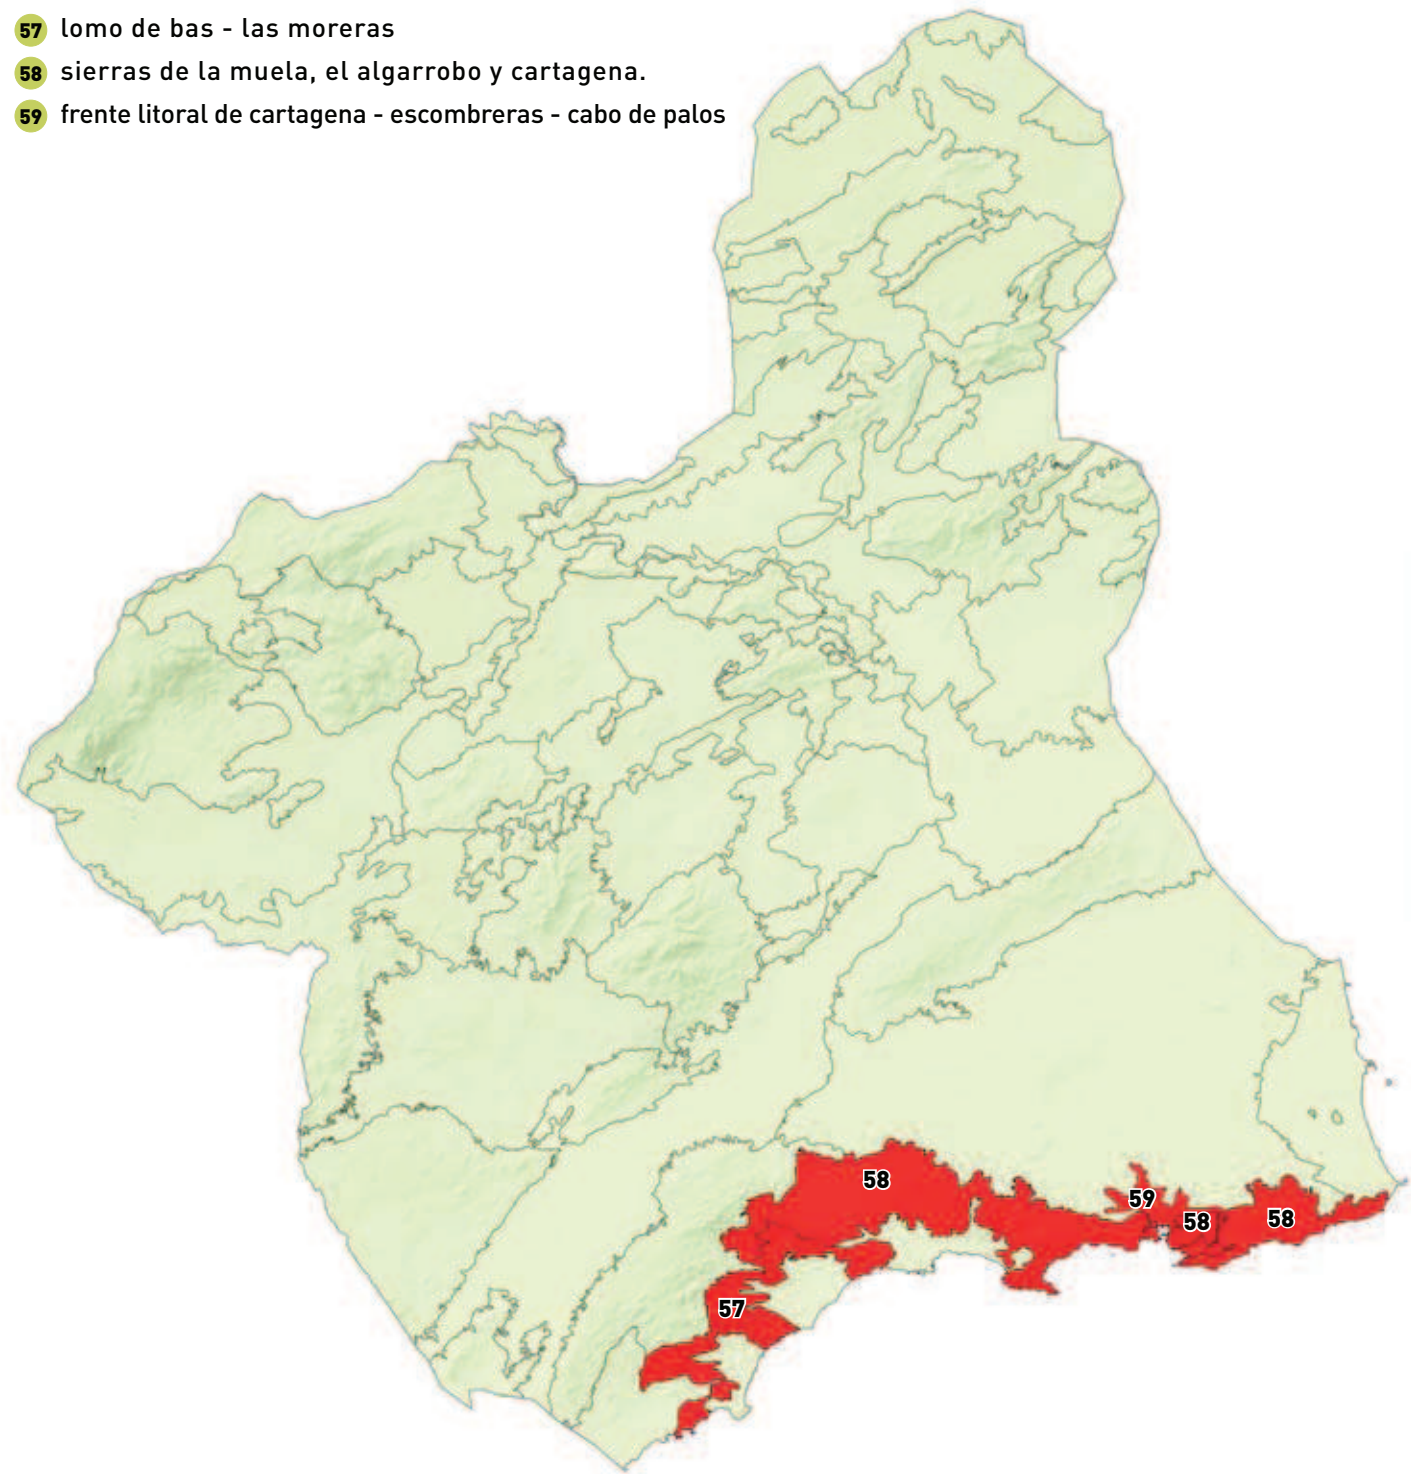 57 lomo de bas - las moreras
58 sierras de la muela, el algarrobo y cartagena.
59 frente litoral de cartagena - escombreras - cabo de palos
58
59
58
58
57